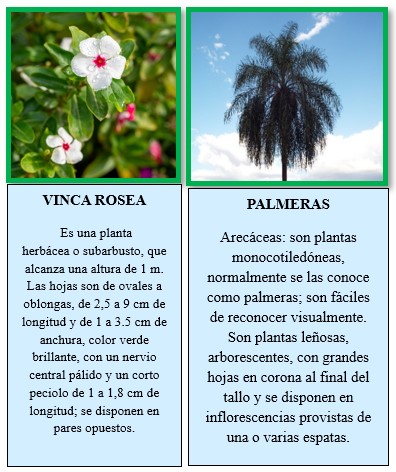 VINCA ROSEA
Es una planta
herbácea o subarbusto, que
alcanza una altura de 1 m.
Las hojas son de ovales a
oblongas, de 2,5 a 9 cm de
longitud y de 1 a 3.5 cm de
anchura, color verde
brillante, con un nervio
central pálido y un corto
peciolo de 1 a 1,8 cm de
longitud; se disponen en
pares opuestos.
PALMERAS
Arecáceas: son plantas
monocotiledóneas,
normalmente se las conoce
como palmeras; son fáciles
de reconocer visualmente.
Son plantas leñosas,
arborescentes, con grandes
hojas en corona al final del
tallo y se disponen en
inflorescencias provistas de
una o varias espatas.